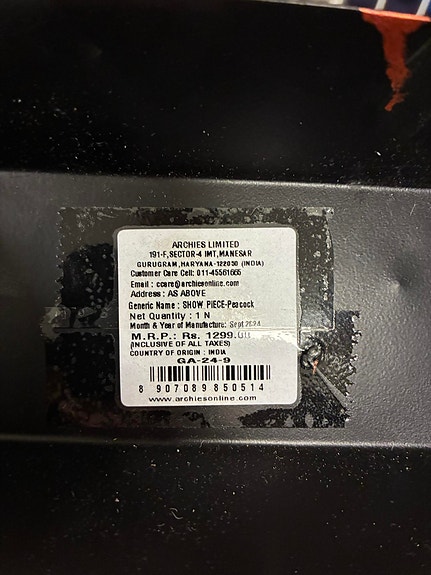 ARCHIES LIMITED
191-F,SECTOR-4 IMT,MANESAR
GURUGRAM,HARYANA-122050 (INDIA)
Customer Care Cell: 011-45561665
Email : ccare@archiesonline.com
Address : AS ABOVE
Generic Name : SHOW PIECE-Peacock
Net Quantity : 1 N
Month & Year of Manufacture: Sept 2024
M.R.P.: Rs. 1299.00
(INCLUSIVE OF ALL TAXES)
COUNTRY OF ORIGIN : INDIA
GA-24-9
8 907089 850514
www.archiesonline.com